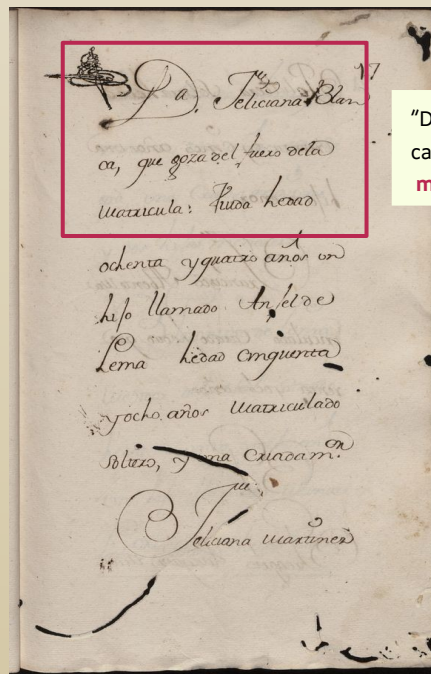 17
Da. Feliciana Blan
ca, que goza del fuero dela
matricula: Viuda hedad
ochenta y quatro años un
hijo llamado Anjel de
Lema hedad cinquenta
y ocho años matriculado
soltero, y una Criada m.
Feliciana Martinez
"D
ca
m